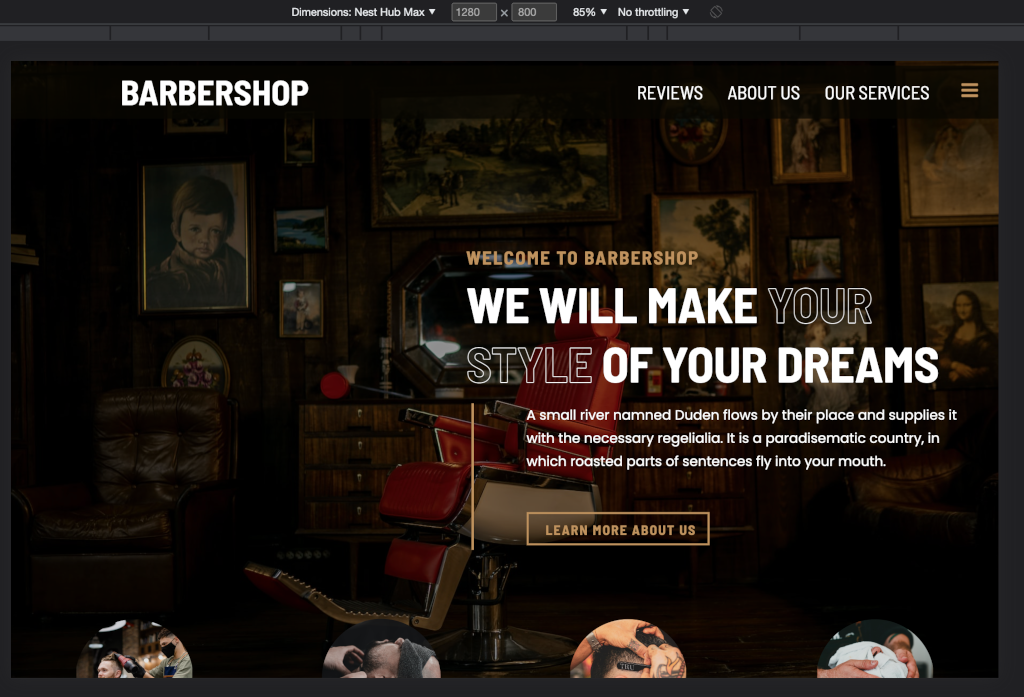 Dimensions: Nest Hub Max ▼ 1280 × 800 85% ▼ No throttling ▼
BARBERSHOP REVIEWS ABOUT US OUR SERVICES
WELCOME TO BARBERSHOP
WE WILL MAKE YOUR
STYLE OF YOUR DREAMS
A small river namned Duden flows by their place and supplies it
with the necessary regelialia. It is a paradisematic country, in
which roasted parts of sentences fly into your mouth.
LEARN MORE ABOUT US